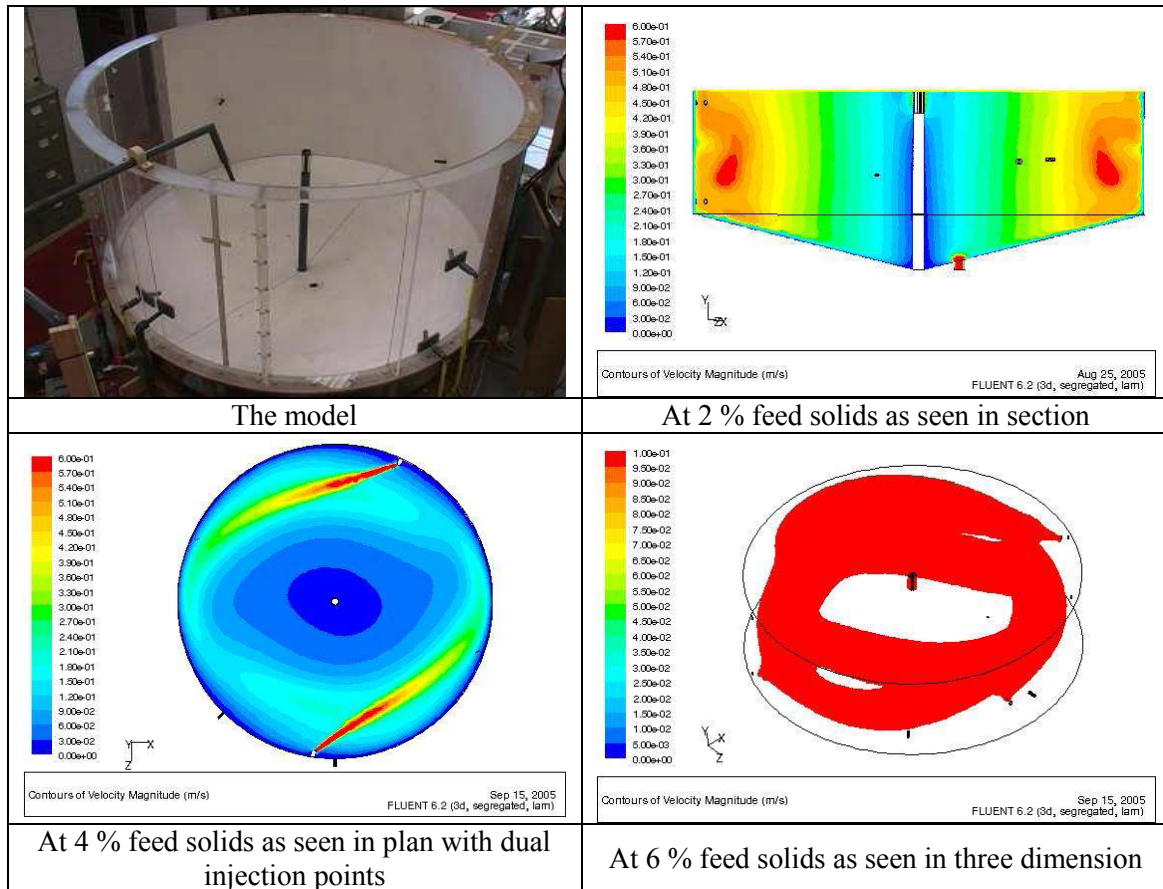 6.00e-01
5.70e-01
5.40e-01
5.10e-01
4.80e-01
4.50e-01
4.20e-01
3.90e-01
3.60e-01
3.30e-01
3.00e-01
2.70e-01
2.40e-01
2.10e-01
1.80e-01
1.50e-01
1.20e-01
9.00e-02
6.00e-02
3.00e-02
0.00e+00
Y
ZX
Contours of Velocity Magnitude (m/s)
Aug 25, 2005
FLUENT 6.2 (3d, segregated, lam)
The model
At 2 % feed solids as seen in section
6.00e-01
5.70e-01
5.40e-01
5.10e-01
4.80e-01
4.50e-01
4.20e-01
3.90e-01
3.60e-01
3.30e-01
3.00e-01
2.70e-01
2.40e-01
2.10e-01
1.80e-01
1.50e-01
1.20e-01
9.00e-02
6.00e-02
3.00e-02
0.00e+00
Y X
Z
Contours of Velocity Magnitude (m/s)
Sep 15, 2005
FLUENT 6.2 (3d, segregated, lam)
1.00e-01
9.50e-02
9.00e-02
8.50e-02
8.00e-02
7.50e-02
7.00e-02
6.50e-02
6.00e-02
5.50e-02
5.00e-02
4.50e-02
4.00e-02
3.50e-02
3.00e-02
2.50e-02
2.00e-02
1.50e-02
1.00e-02
5.00e-03
0.00e+00
Y
X
Z
Contours of Velocity Magnitude (m/s)
Sep 15, 2005
FLUENT 6.2 (3d, segregated, lam)
At 4 % feed solids as seen in plan with dual
injection points
At 6 % feed solids as seen in three dimension